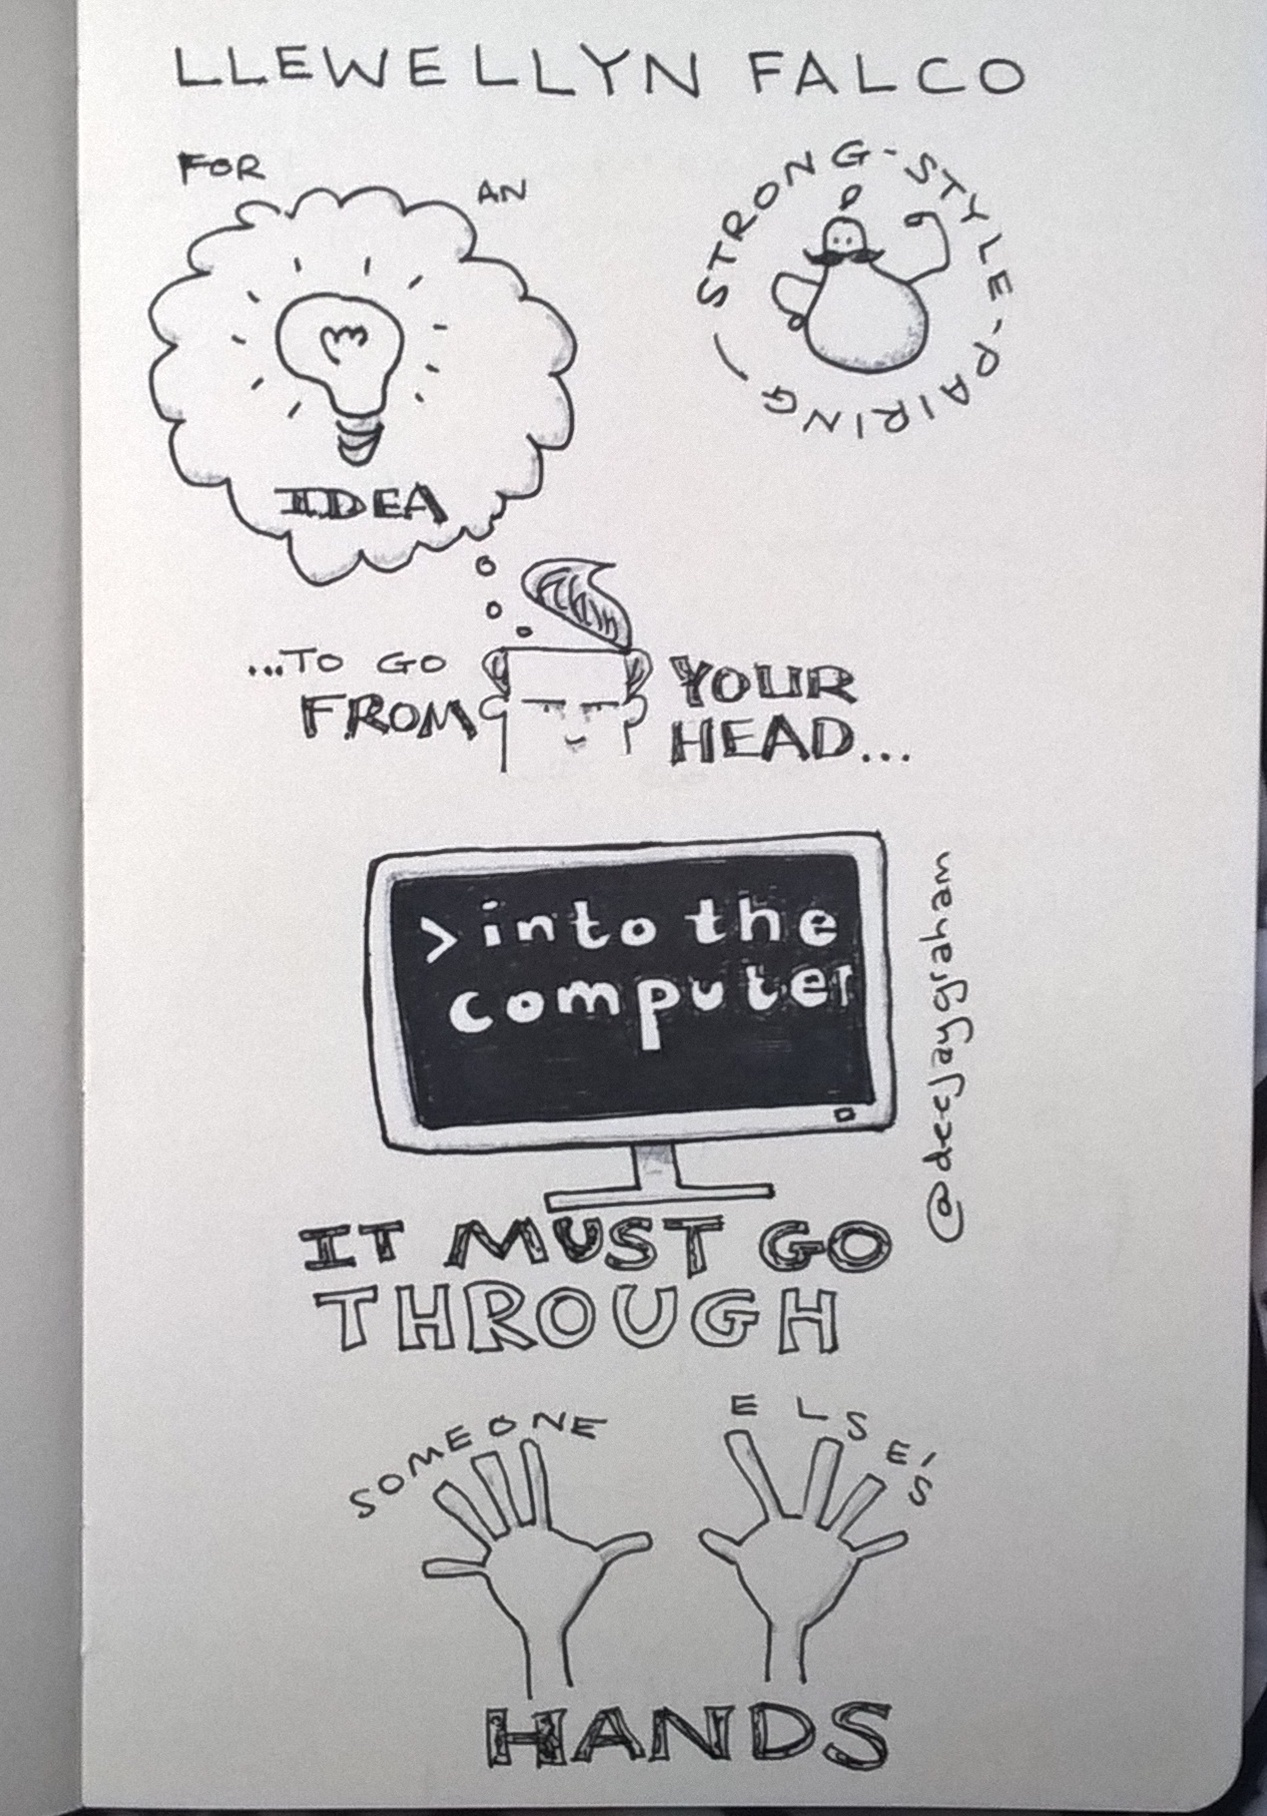 LLEWELLYN FALCO
FOR
AN
STRONG-STYLE-PAIRING
IDEA
...TO GO
FROM
YOUR
HEAD...
> into the
computer
@deejaygraham
IT MUST GO
THROUGH
SOMEONE
ELSE'S
HANDS